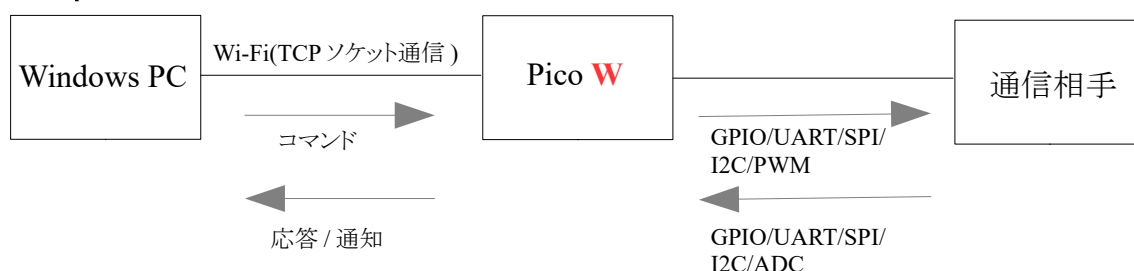 Wi-Fi(TCP ソケット通信 )
Windows PC
Pico W
通信相手
コマンド
GPIO/UART/SPI/
I2C/PWM
応答 / 通知
GPIO/UART/SPI/
I2C/ADC